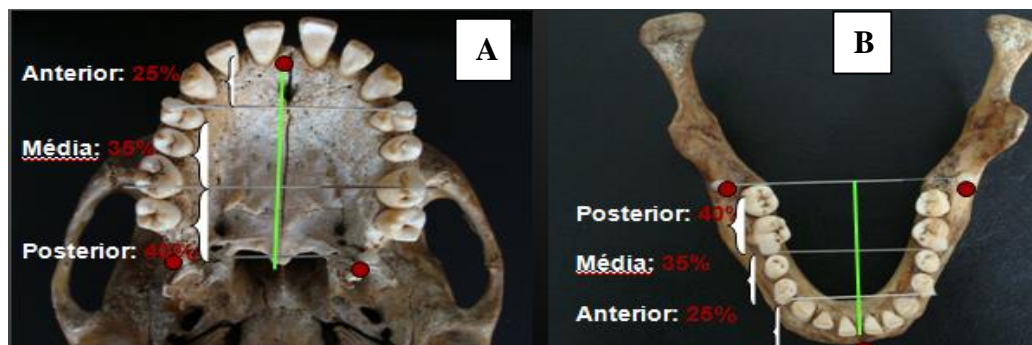 A
Anterior: 25%
Média: 35%
Posterior: 40%
B
Posterior: 40%
Média: 35%
Anterior: 25%